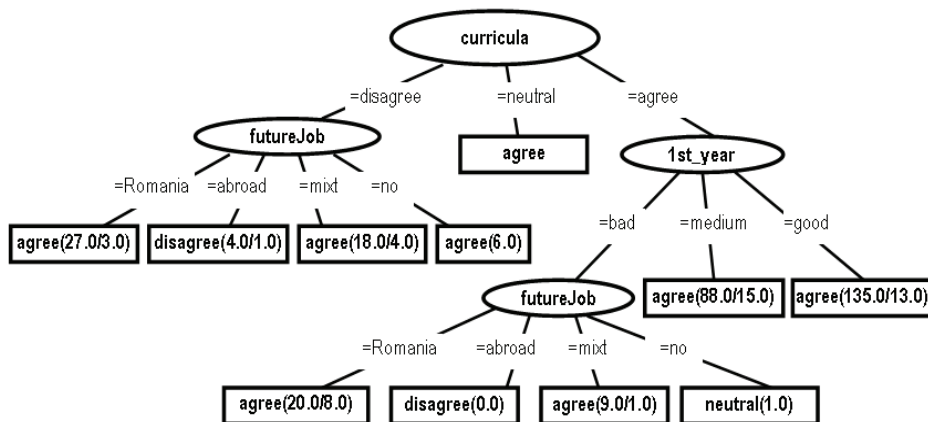 curricula
=disagree =neutral =agree
futureJob agree 1st_year
=Romania =abroad =mixt =no
=bad =medium =good
agree(27.0/3.0) disagree(4.0/1.0) agree(18.0/4.0) agree(6.0)
futureJob agree(88.0/15.0) agree(135.0/13.0)
=Romania =abroad =mixt =no
agree(20.0/8.0) disagree(0.0) agree(9.0/1.0) neutral(1.0)